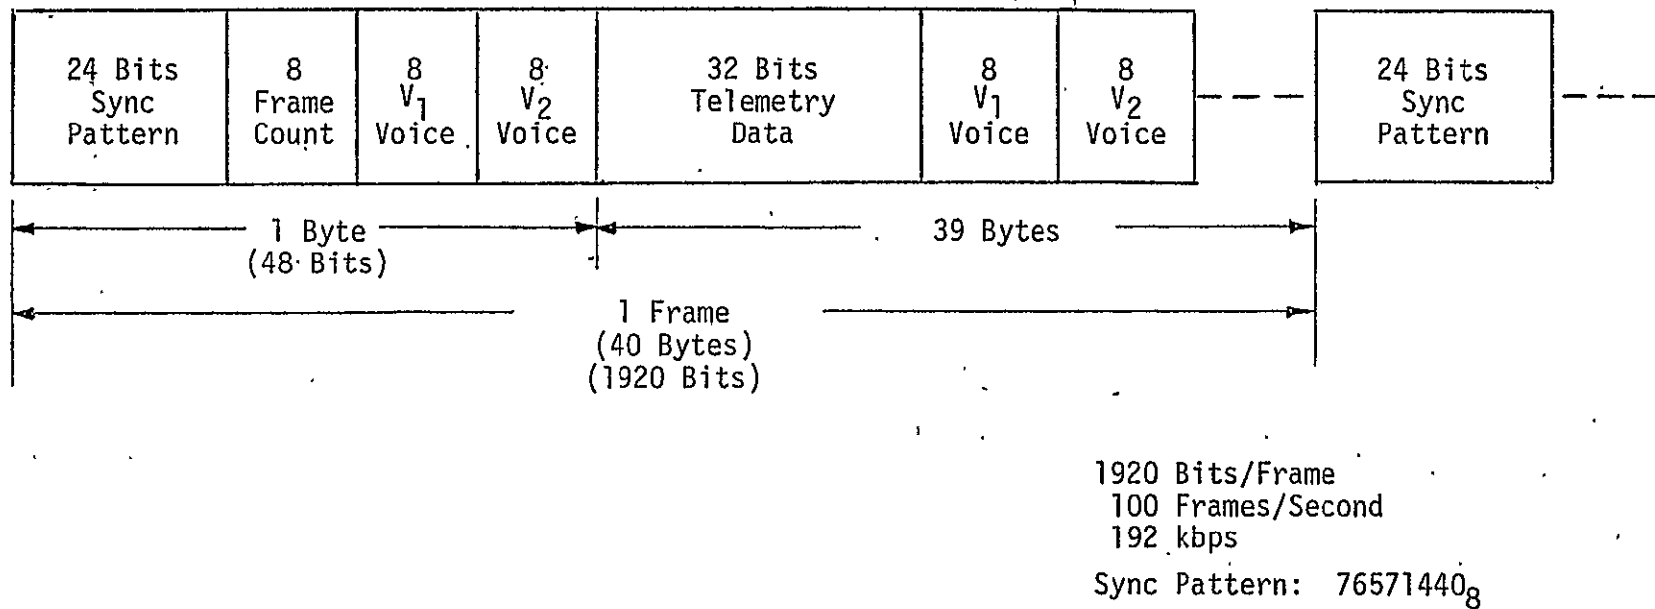 24 Bits
Sync
Pattern
8
Frame
Count
8
V1
Voice
8
V2
Voice
32 Bits
Telemetry
Data
8
V1
Voice
8
V2
Voice
24 Bits
Sync
Pattern
1 Byte
(48 Bits)
39 Bytes
1 Frame
(40 Bytes)
(1920 Bits)
1920 Bits/Frame
100 Frames/Second
192 kbps
Sync Pattern: 76571440₈